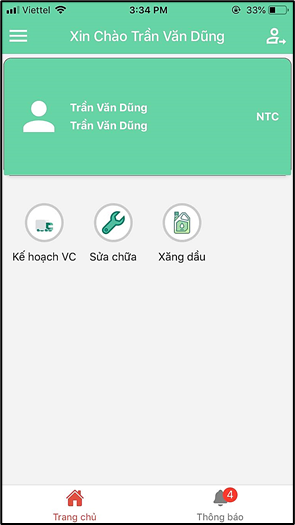 Viettel 3:34 PM 33%
Xin Chào Trần Văn Dũng
Trần Văn Dũng
Trần Văn Dũng
NTC
Kế hoạch VC Sửa chữa Xăng dầu
4
Trang chủ Thông báo